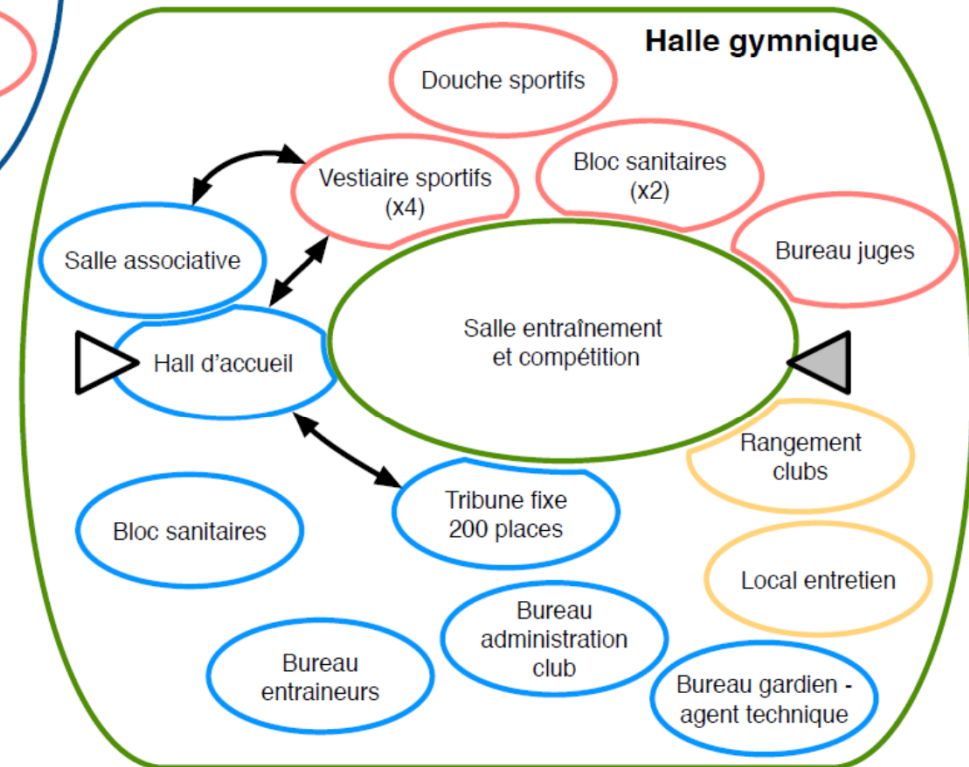 Halle gymnique
Douche sportifs
Vestiaire sportifs
(x4)
Bloc sanitaires
(x2)
Bureau juges
Salle associative
Salle entraînement
et compétition
Hall d'accueil
Rangement
clubs
Tribune fixe
200 places
Bloc sanitaires
Local entretien
Bureau
administration
club
Bureau
entraineurs
Bureau gardien -
agent technique